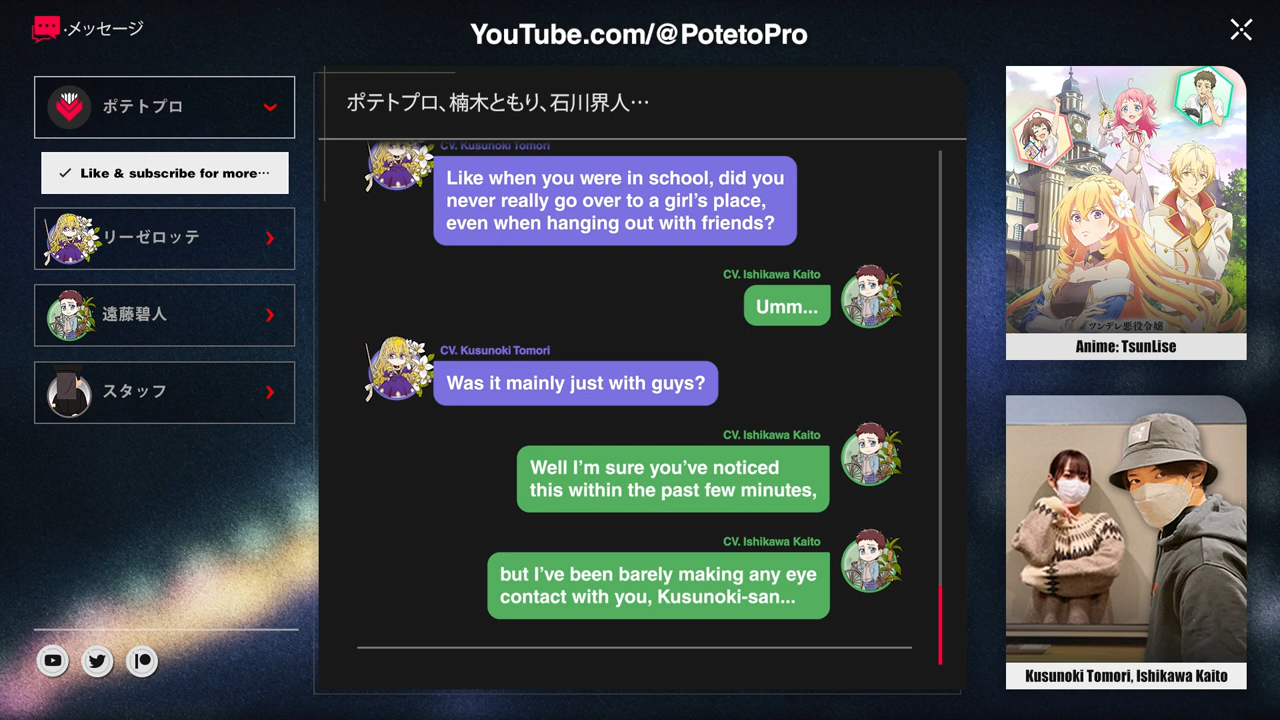 メッセージ
YouTube.com/@PotetoPro
ポテトプロ
Like & subscribe for more…
リーゼロッテ
遠藤碧人
スタッフ
ポテトプロ、楠木ともり、石川界人…
CV. Kusunoki Tomori
Like when you were in school, did you
never really go over to a girl's place,
even when hanging out with friends?
CV. Ishikawa Kaito
Umm...
CV. Kusunoki Tomori
Was it mainly just with guys?
CV. Ishikawa Kaito
Well I'm sure you've noticed
this within the past few minutes,
CV. Ishikawa Kaito
but I've been barely making any eye
contact with you, Kusunoki-san...
ツンデレ悪役令嬢
Anime: TsunLise
Kusunoki Tomori, Ishikawa Kaito